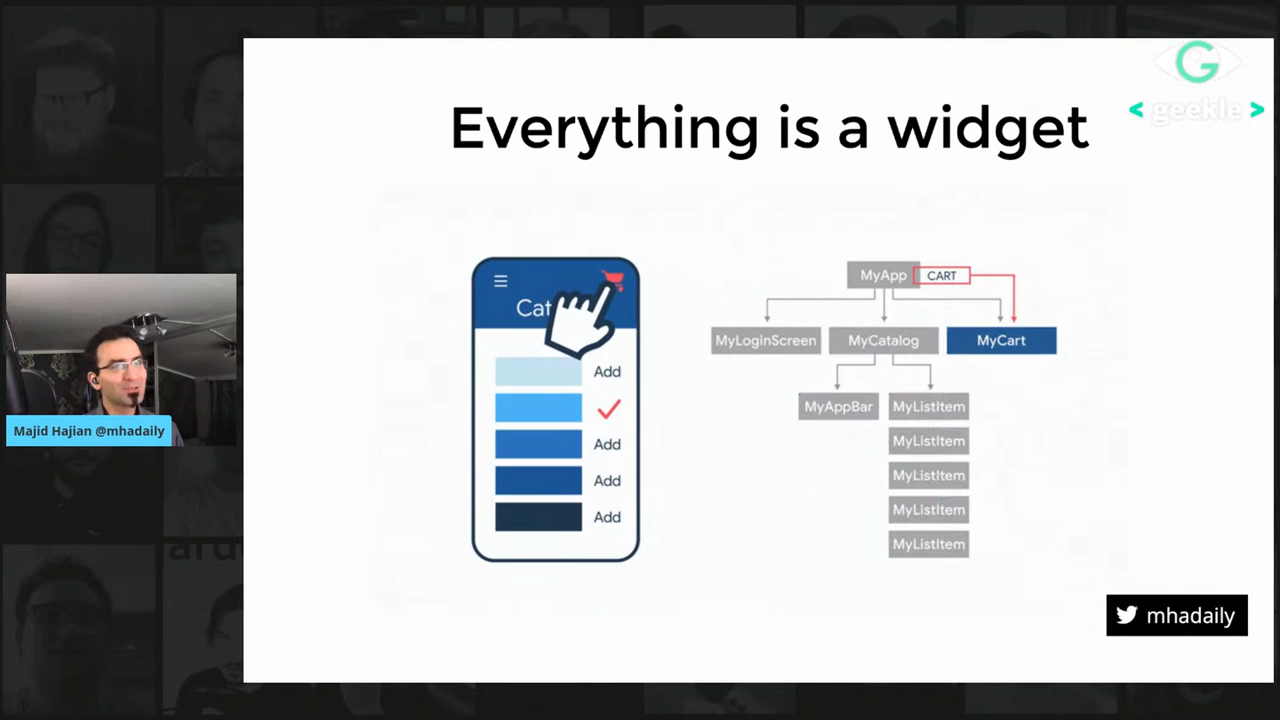 G
< geekle >
Everything is a widget
Cat
Add
Add
Add
Add
MyApp
CART
MyLoginScreen
MyCatalog
MyCart
MyAppBar
MyListItem
MyListItem
MyListItem
MyListItem
MyListItem
Majid Hajian @mhadaily
mhadaily